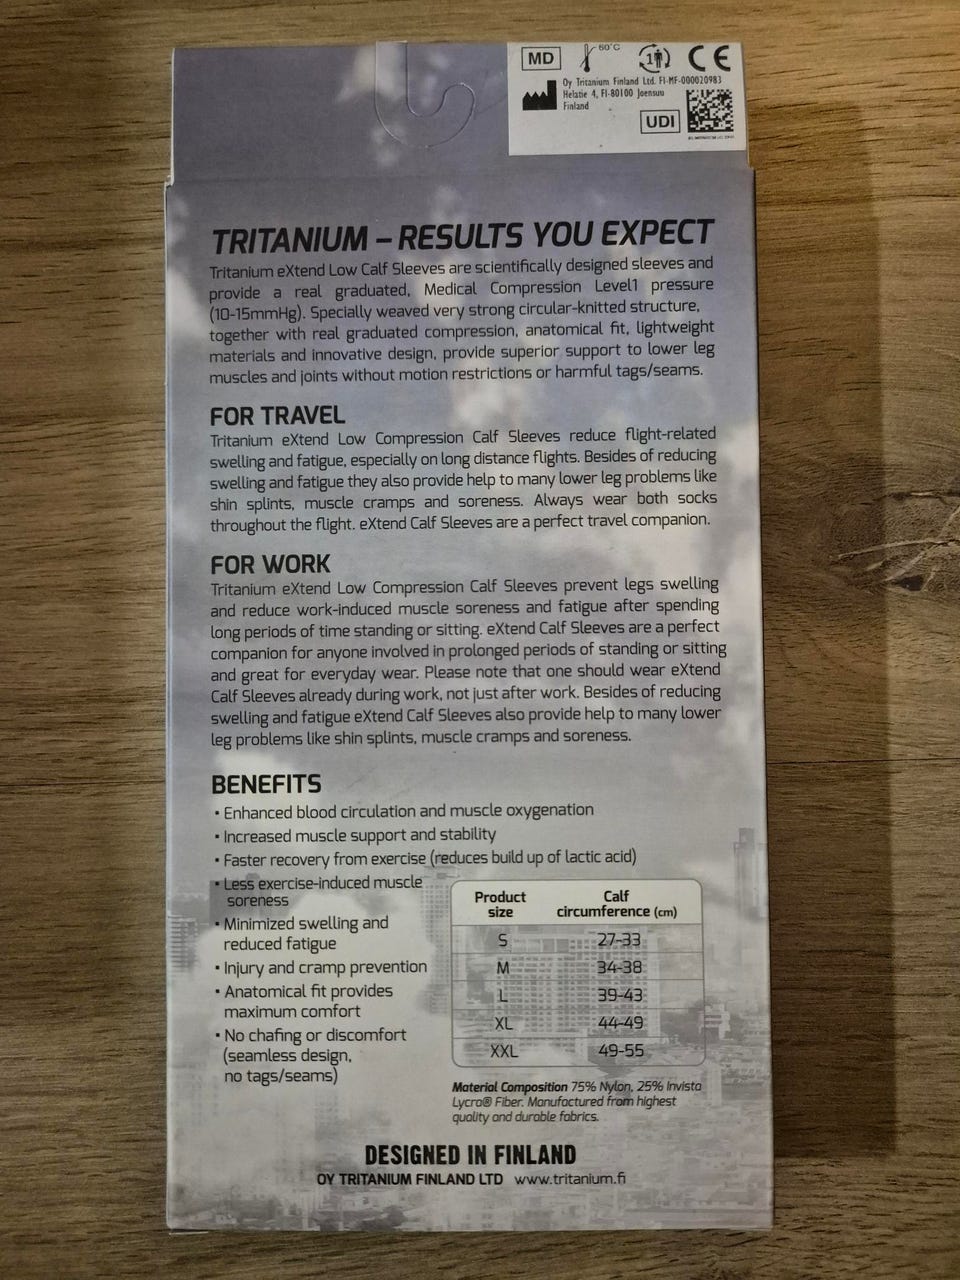 MD
60°C
1
CE
Oy Tritanium Finland Ltd. FI-MF-000020983
Helatie 4, FI-80100 Joensuu
Finland
UDI
TRITANIUM – RESULTS YOU EXPECT
Tritanium eXtend Low Calf Sleeves are scientifically designed sleeves and
provide a real graduated, Medical Compression Level1 pressure
(10-15mmHg). Specially weaved very strong circular-knitted structure,
together with real graduated compression, anatomical fit, lightweight
materials and innovative design, provide superior support to lower leg
muscles and joints without motion restrictions or harmful tags/seams.
FOR TRAVEL
Tritanium eXtend Low Compression Calf Sleeves reduce flight-related
swelling and fatigue, especially on long distance flights. Besides of reducing
swelling and fatigue they also provide help to many lower leg problems like
shin splints, muscle cramps and soreness. Always wear both socks
throughout the flight. eXtend Calf Sleeves are a perfect travel companion.
FOR WORK
Tritanium eXtend Low Compression Calf Sleeves prevent legs swelling
and reduce work-induced muscle soreness and fatigue after spending
long periods of time standing or sitting. eXtend Calf Sleeves are a perfect
companion for anyone involved in prolonged periods of standing or sitting
and great for everyday wear. Please note that one should wear eXtend
Calf Sleeves already during work, not just after work. Besides of reducing
swelling and fatigue eXtend Calf Sleeves also provide help to many lower
leg problems like shin splints, muscle cramps and soreness.
BENEFITS
• Enhanced blood circulation and muscle oxygenation
• Increased muscle support and stability
• Faster recovery from exercise (reduces build up of lactic acid)
• Less exercise-induced muscle
soreness
• Minimized swelling and
reduced fatigue
• Injury and cramp prevention
• Anatomical fit provides
maximum comfort
• No chafing or discomfort
(seamless design,
no tags/seams)
Product size Calf circumference (cm)
S 27-33
M 34-38
L 39-43
XL 44-49
XXL 49-55
Material Composition 75% Nylon, 25% Invista
Lycra® Fiber. Manufactured from highest
quality and durable fabrics.
DESIGNED IN FINLAND
OY TRITANIUM FINLAND LTD www.tritanium.fi